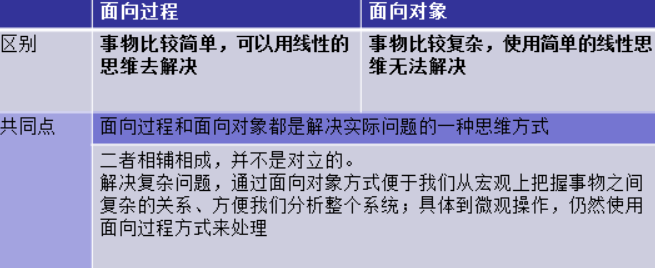 面向过程
面向对象
区别
事物比较简单，可以用线性的
思维去解决
事物比较复杂，使用简单的线性思
维无法解决
共同点
面向过程和面向对象都是解决实际问题的一种思维方式
二者相辅相成，并不是对立的。
解决复杂问题，通过面向对象方式便于我们从宏观上把握事物之间
复杂的关系、方便我们分析整个系统；具体到微观操作，仍然使用
面向过程方式来处理